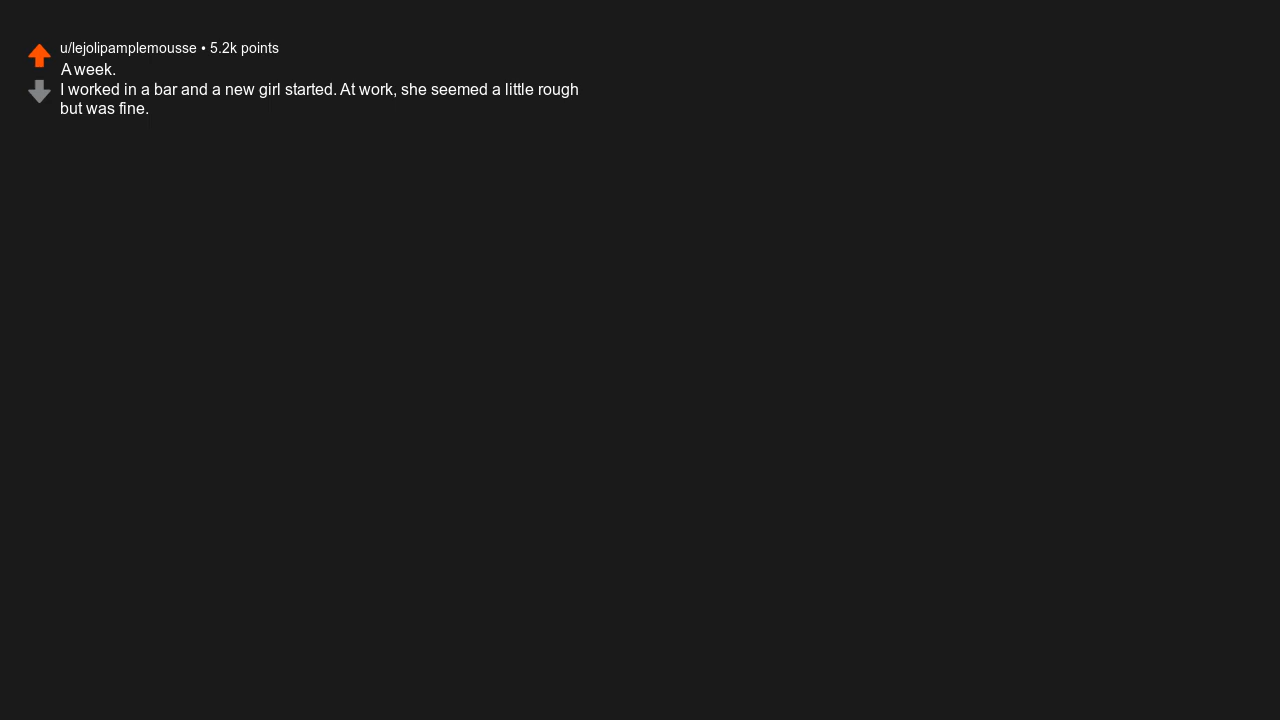 u/lejolipamplemousse • 5.2k points
A week.
I worked in a bar and a new girl started. At work, she seemed a little rough
but was fine.